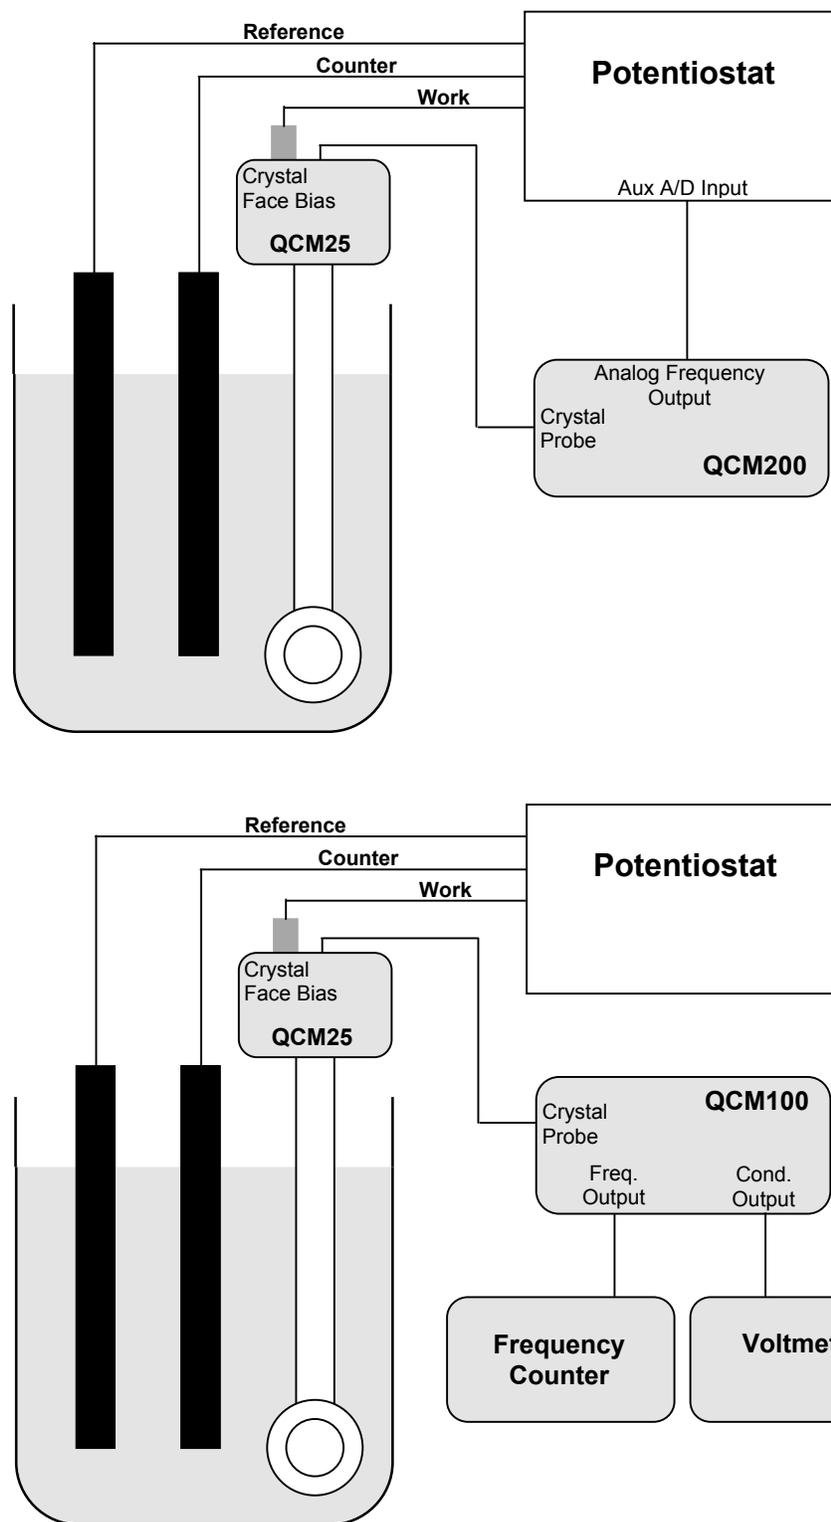 Reference
Counter
Work
Potentiostat
Aux A/D Input
Crystal
Face Bias
QCM25
Analog Frequency
Output
Crystal
Probe
QCM200
Reference
Counter
Work
Potentiostat
Crystal
Face Bias
QCM25
QCM100
Crystal
Probe
Freq.
Output
Cond.
Output
Frequency
Counter